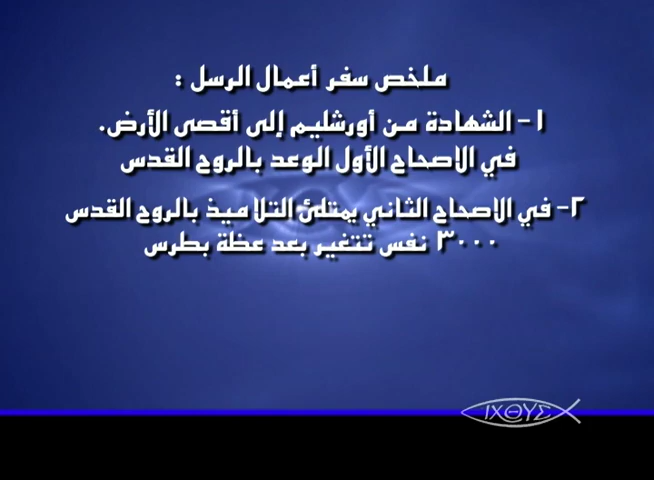 ملخص سفر أعمال الرسل :
١- الشهادة من أورشليم إلى أقصى الأرض.
في الاصحاح الأول الوعد بالروح القدس
٢- في الاصحاح الثاني يمتلئ التلاميذ بالروح القدس
٣٠٠٠ نفس تتغير بعد عظة بطرس
ΙΧΘΥΣ